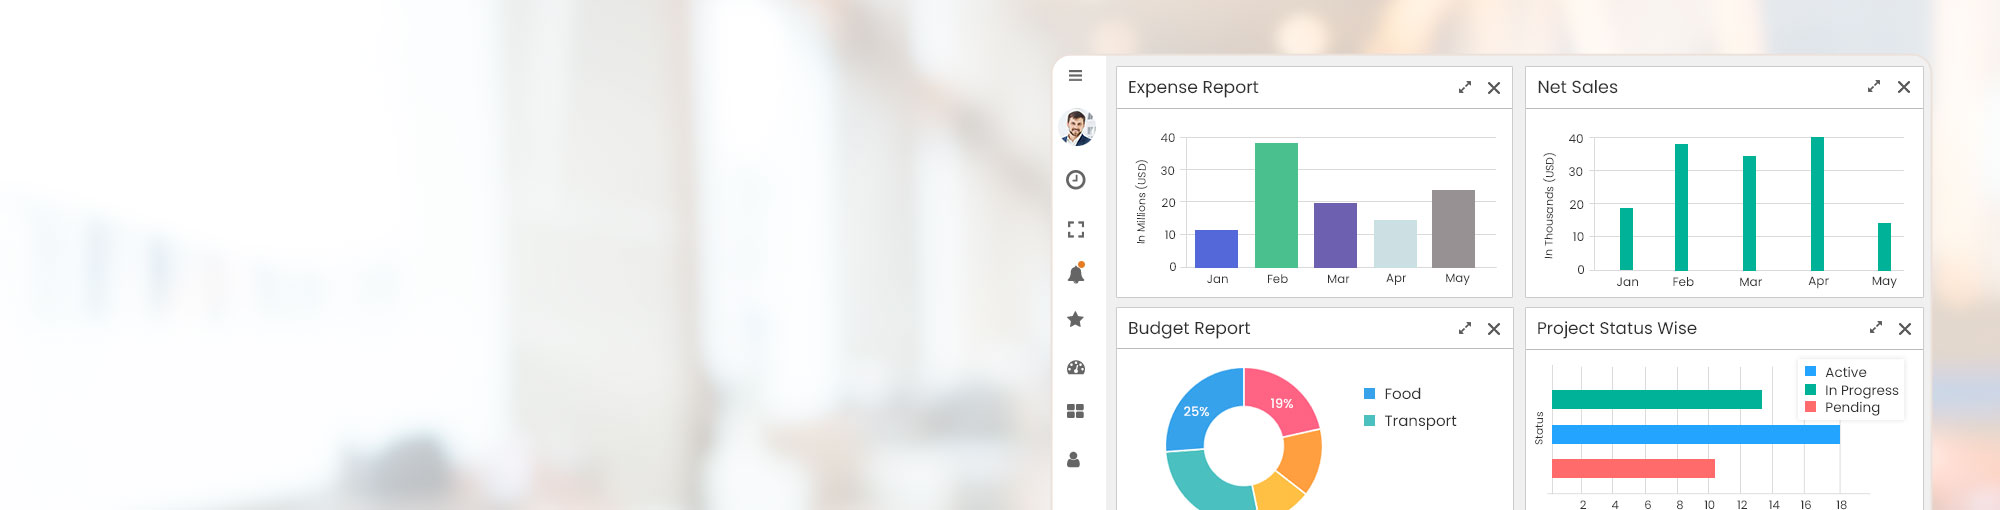 Expense Report
In Millions (USD)
40
30
20
10
0
Jan Feb Mar Apr May
Net Sales
In Thousands (USD)
40
30
20
10
0
Jan Feb Mar Apr May
Budget Report
25%
19%
Food
Transport
Project Status Wise
Active
In Progress
Pending
Status
2 4 6 8 10 12 14 16 18